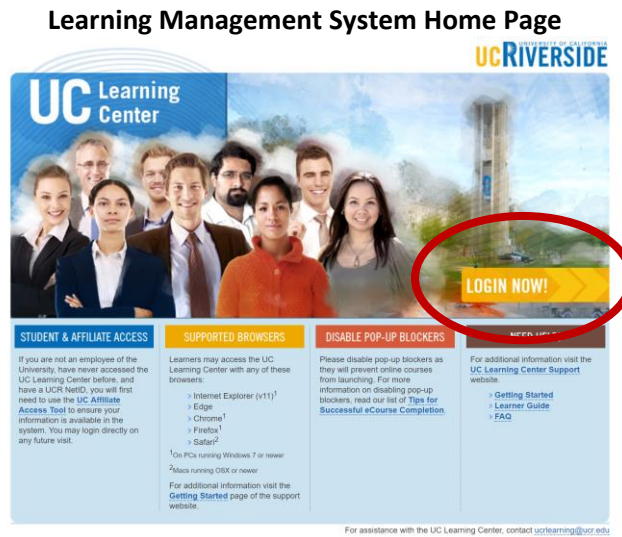 Learning Management System Home Page
UNIVERSITY OF CALIFORNIA
UCRIVERSIDE
UC Learning
Center
LOGIN NOW!
STUDENT & AFFILIATE ACCESS
If you are not an employee of the
University, have never accessed the
UC Learning Center before, and
have a UCR NetID, you will first
need to use the UC Affiliate
Access Tool to ensure your
information is available in the
system. You may login directly on
any future visit.
SUPPORTED BROWSERS
Learners may access the UC
Learning Center with any of these
browsers:
> Internet Explorer (v11)1
> Edge
> Chrome1
> Firefox1
> Safari2
1On PCs running Windows 7 or newer
2Macs running OSX or newer
For additional information visit the
Getting Started page of the support
website.
DISABLE POP-UP BLOCKERS
Please disable pop-up blockers as
they will prevent online courses
from launching. For more
information on disabling pop-up
blockers, read our list of Tips for
Successful eCourse Completion.
NEED HELP?
For additional information visit the
UC Learning Center Support
website.
> Getting Started
> Learner Guide
> FAQ
For assistance with the UC Learning Center, contact ucrlearning@ucr.edu